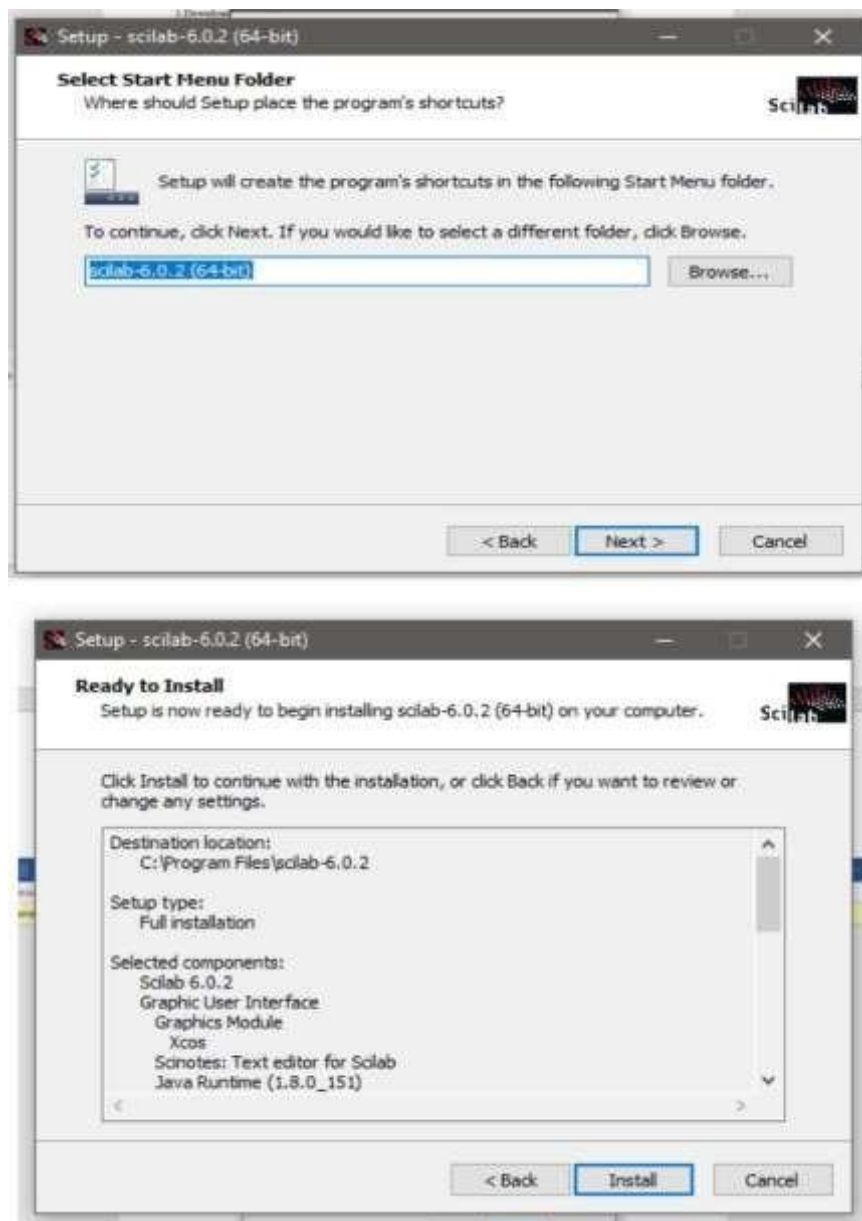 Setup - scilab-6.0.2 (64-bit)
Select Start Menu Folder
Where should Setup place the program's shortcuts?
Scilab
Setup will create the program's shortcuts in the following Start Menu folder.
To continue, click Next. If you would like to select a different folder, click Browse.
scilab-6.0.2 (64-bit)
Browse...
< Back
Next >
Cancel
Setup - scilab-6.0.2 (64-bit)
Ready to Install
Setup is now ready to begin installing scilab-6.0.2 (64-bit) on your computer.
Scilab
Click Install to continue with the installation, or click Back if you want to review or
change any settings.
Destination location:
C:\Program Files\scilab-6.0.2
Setup type:
Full installation
Selected components:
Scilab 6.0.2
Graphic User Interface
Graphics Module
Xcos
Scinotes: Text editor for Scilab
Java Runtime (1.8.0_151)
< Back
Install
Cancel